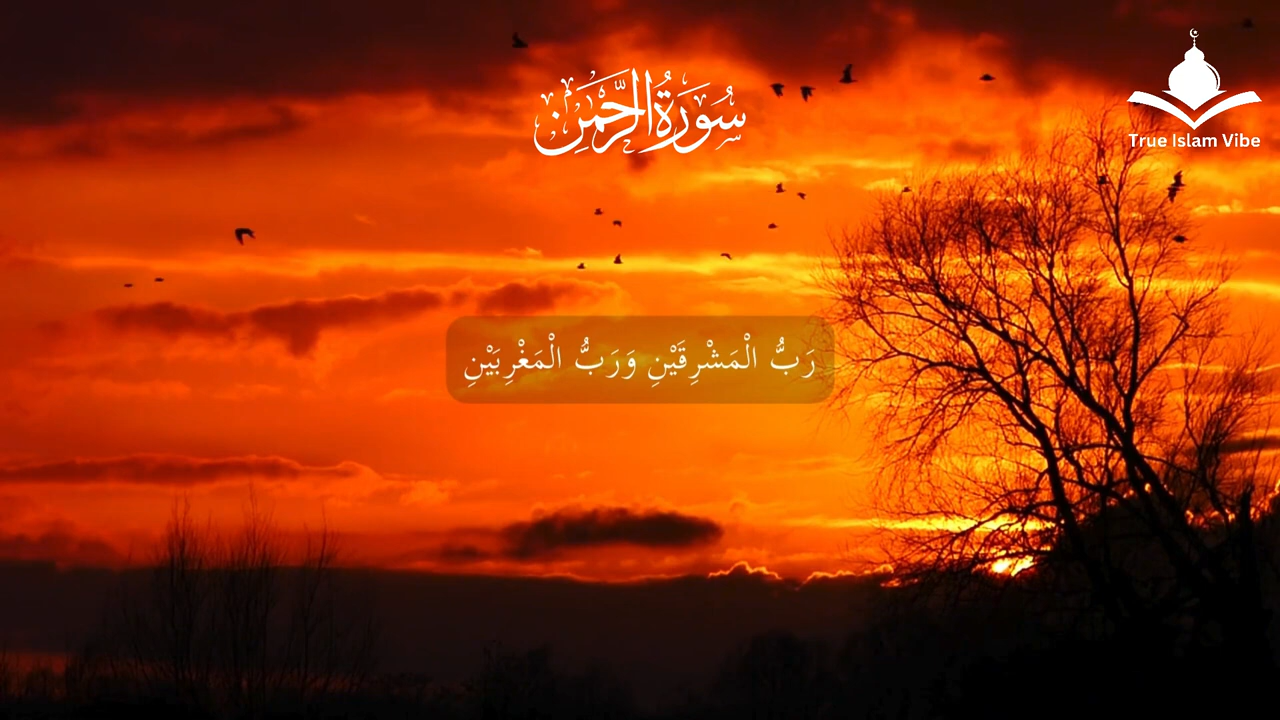 سُورَةُ الرَّحْمٰن
True Islam Vibe
رَبُّ الْمَشْرِقَيْنِ وَرَبُّ الْمَغْرِبَيْنِ